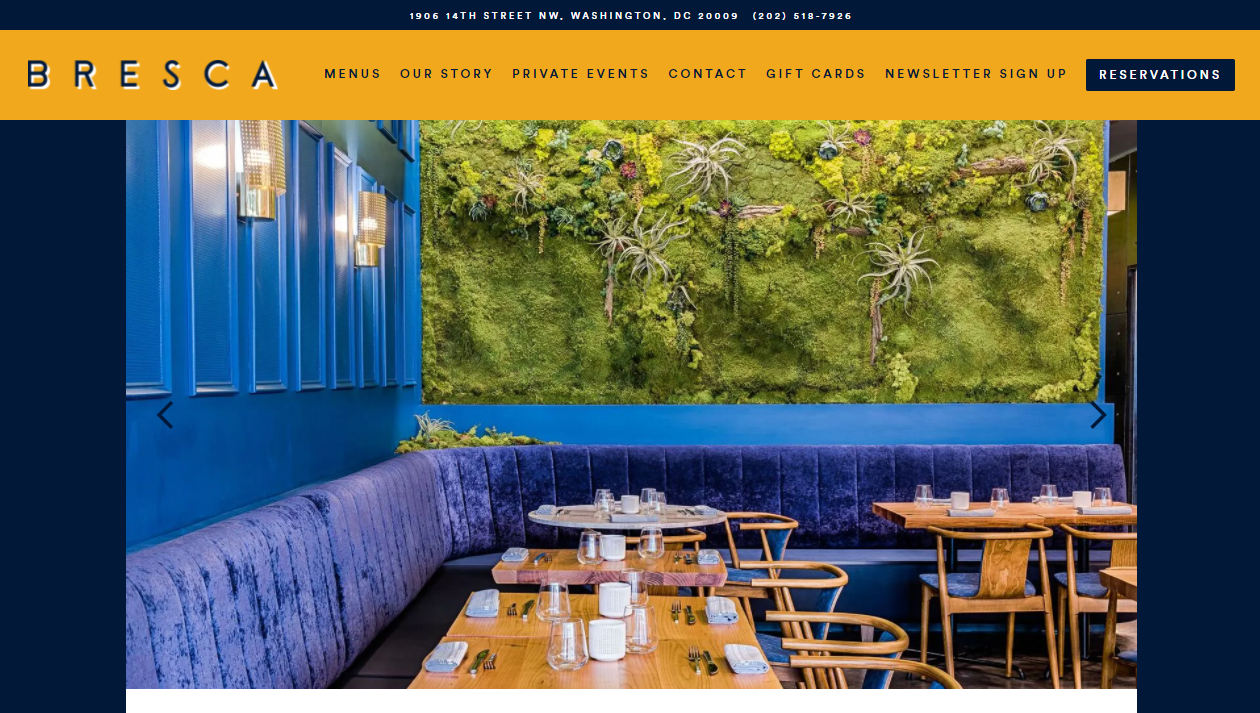 1906 14TH STREET NW, WASHINGTON, DC 20009 (202) 518-7926
BRESCA MENUS OUR STORY PRIVATE EVENTS CONTACT GIFT CARDS NEWSLETTER SIGN UP RESERVATIONS